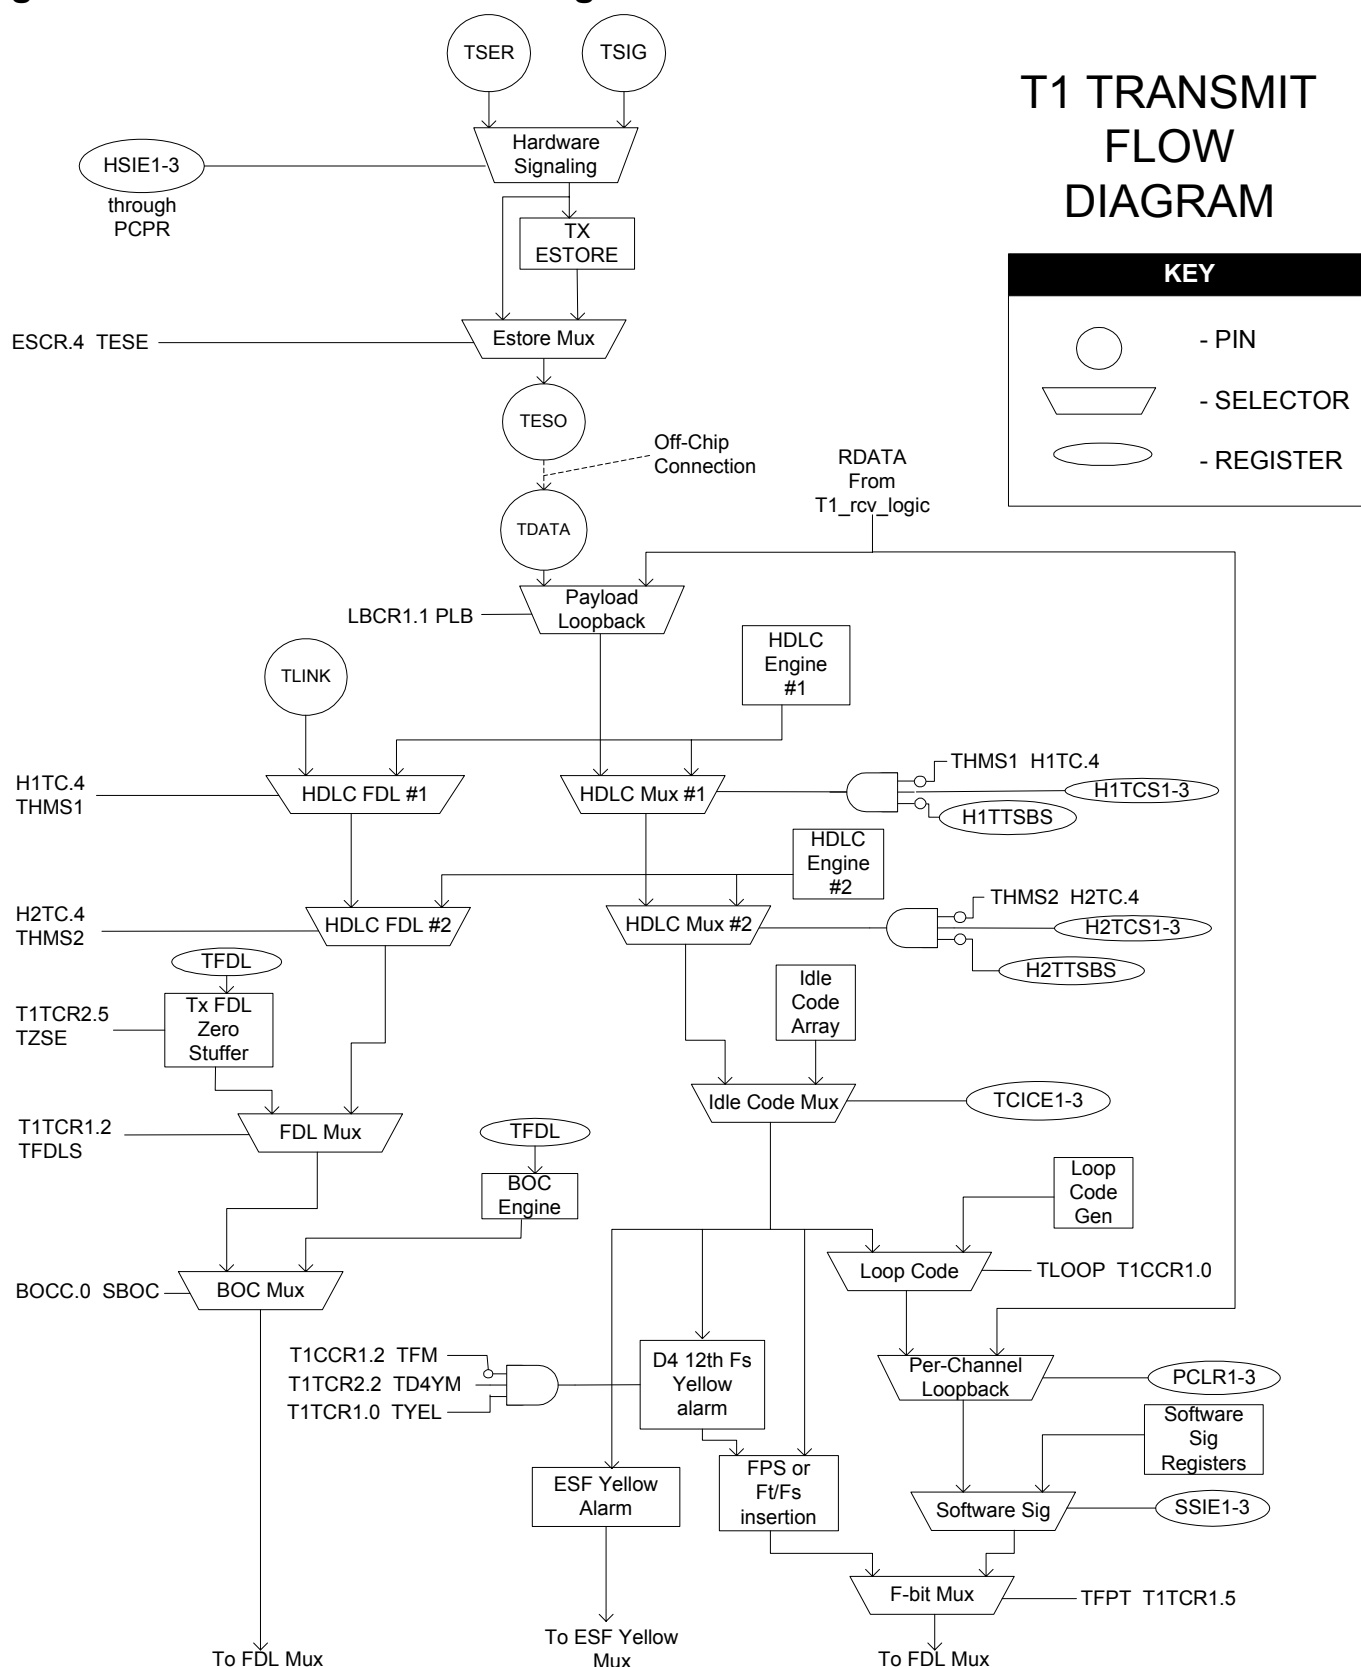 TSER
TSIG
T1 TRANSMIT
FLOW
DIAGRAM
Hardware
Signaling
HSIE1-3
through
PCPR
TX
ESTORE
KEY
- PIN
- SELECTOR
- REGISTER
ESCR.4 TESE
Estore Mux
TESO
Off-Chip
Connection
RDATA
From
T1_rcv_logic
TDATA
LBCR1.1 PLB
Payload
Loopback
HDLC
Engine
#1
TLINK
H1TC.4
THMS1
HDLC FDL #1
HDLC Mux #1
THMS1 H1TC.4
H1TCS1-3
H1TTSBS
HDLC
Engine
#2
H2TC.4
THMS2
HDLC FDL #2
HDLC Mux #2
THMS2 H2TC.4
H2TCS1-3
H2TTSBS
TFDL
T1TCR2.5
TZSE
Tx FDL
Zero
Stuffer
Idle
Code
Array
T1TCR1.2
TFDLS
FDL Mux
TFDL
Idle Code Mux
TCICE1-3
BOC
Engine
Loop
Code
Gen
BOCC.0 SBOC
BOC Mux
Loop Code
TLOOP T1CCR1.0
T1CCR1.2 TFM
T1TCR2.2 TD4YM
T1TCR1.0 TYEL
D4 12th Fs
Yellow
alarm
Per-Channel
Loopback
PCLR1-3
Software
Sig
Registers
ESF Yellow
Alarm
FPS or
Ft/Fs
insertion
Software Sig
SSIE1-3
F-bit Mux
TFPT T1TCR1.5
To FDL Mux
To ESF Yellow
Mux
To FDL Mux